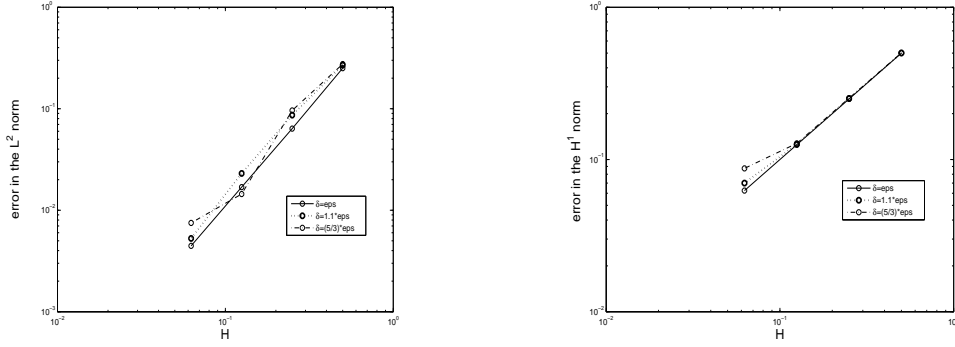 10^0
10^-1
10^-2
10^-3
10^-2
10^-1
10^0
H
error in the L^2 norm
δ=eps
δ=1.1*eps
δ=(5/3)*eps
10^0
10^-1
10^-2
10^-2
10^-1
10^0
H
error in the H^1 norm
δ=eps
δ=1.1*eps
δ=(5/3)*eps